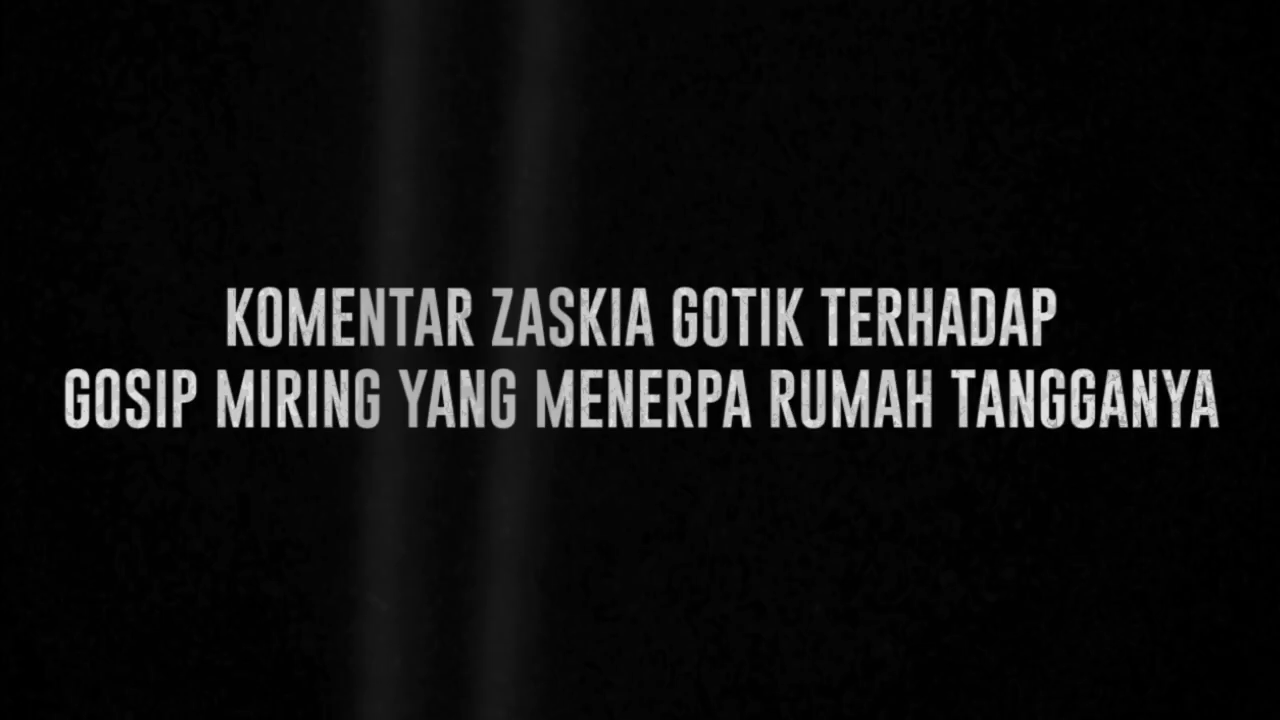 KOMENTAR ZASKIA GOTIK TERHADAP
GOSIP MIRING YANG MENERPA RUMAH TANGGANYA